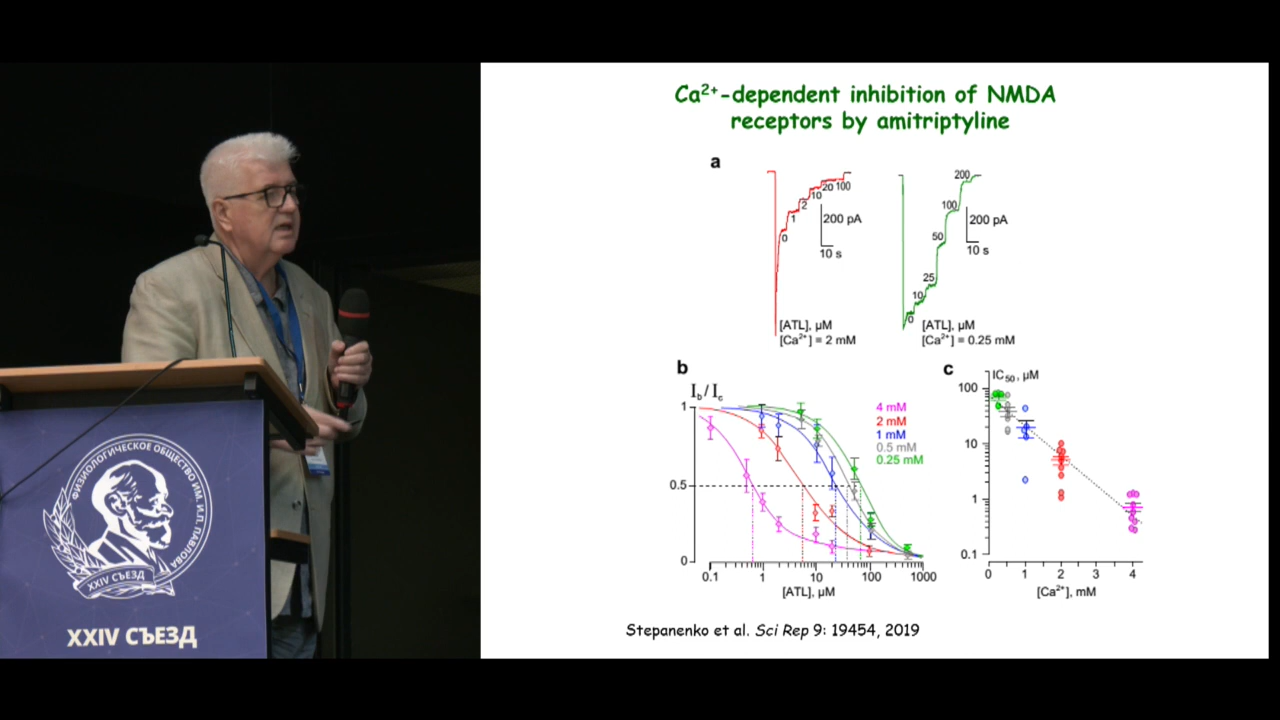 Ca²⁺-dependent inhibition of NMDA
receptors by amitriptyline
a
0
1
2
10
20
100
200 pA
10 s
[ATL], µM
[Ca²⁺] = 2 mM
200
100
50
25
10
0
200 pA
10 s
[ATL], µM
[Ca²⁺] = 0.25 mM
b
I_b / I_c
1
0.5
0
4 mM
2 mM
1 mM
0.5 mM
0.25 mM
0.1 1 10 100 1000
[ATL], µM
c
IC₅₀, µM
100
10
1
0.1
0 1 2 3 4
[Ca²⁺], mM
Stepanenko et al. Sci Rep 9: 19454, 2019
ФИЗИОЛОГИЧЕСКОЕ ОБЩЕСТВО ИМ. И.П. ПАВЛОВА
XXIV СЪЕЗД
XXIV СЪЕЗД